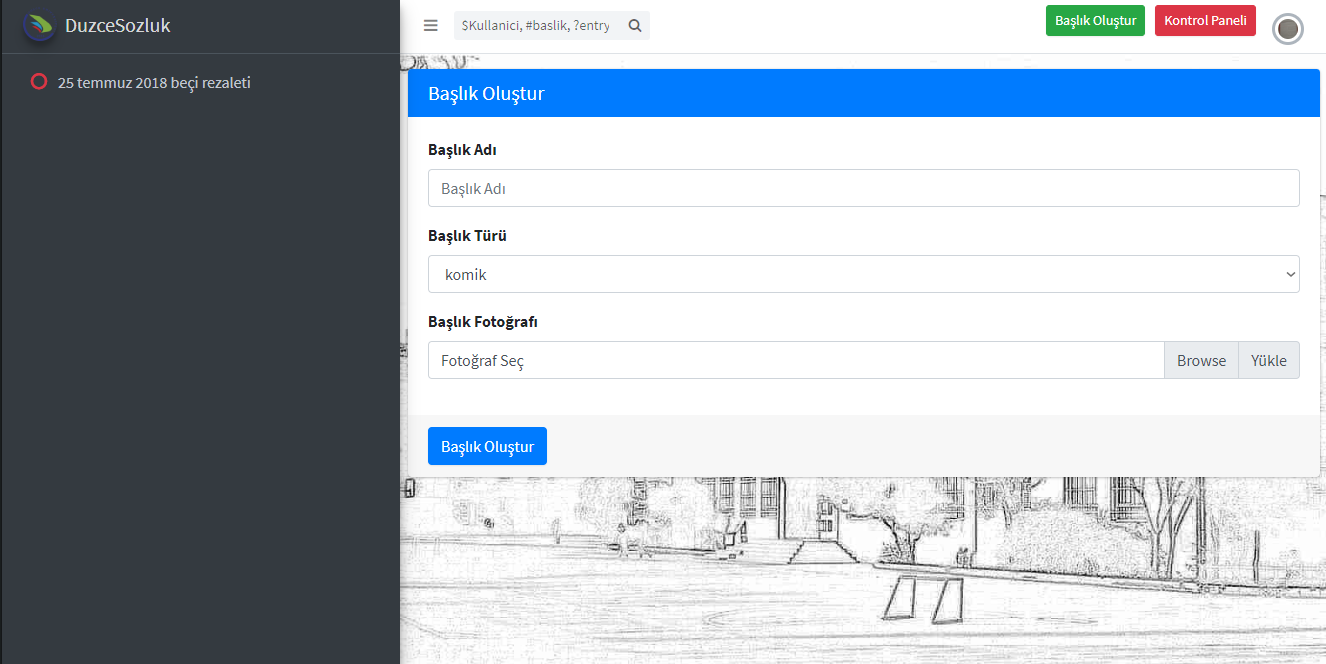 DuzceSozluk
25 temmuz 2018 beçi rezaleti
$Kullanici, #baslik, ?entry
Başlık Oluştur
Kontrol Paneli
Başlık Oluştur
Başlık Adı
Başlık Adı
Başlık Türü
komik
Başlık Fotoğrafı
Fotoğraf Seç
Browse
Yükle
Başlık Oluştur